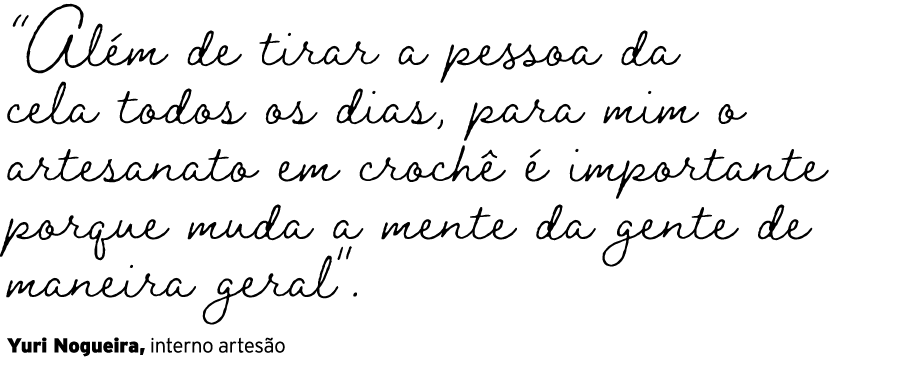 "Além de tirar a pessoa da
cela todos os dias, para mim o
artesanato em crochê é importante
porque muda a mente da gente de
maneira geral".
Yuri Nogueira, interno artesão